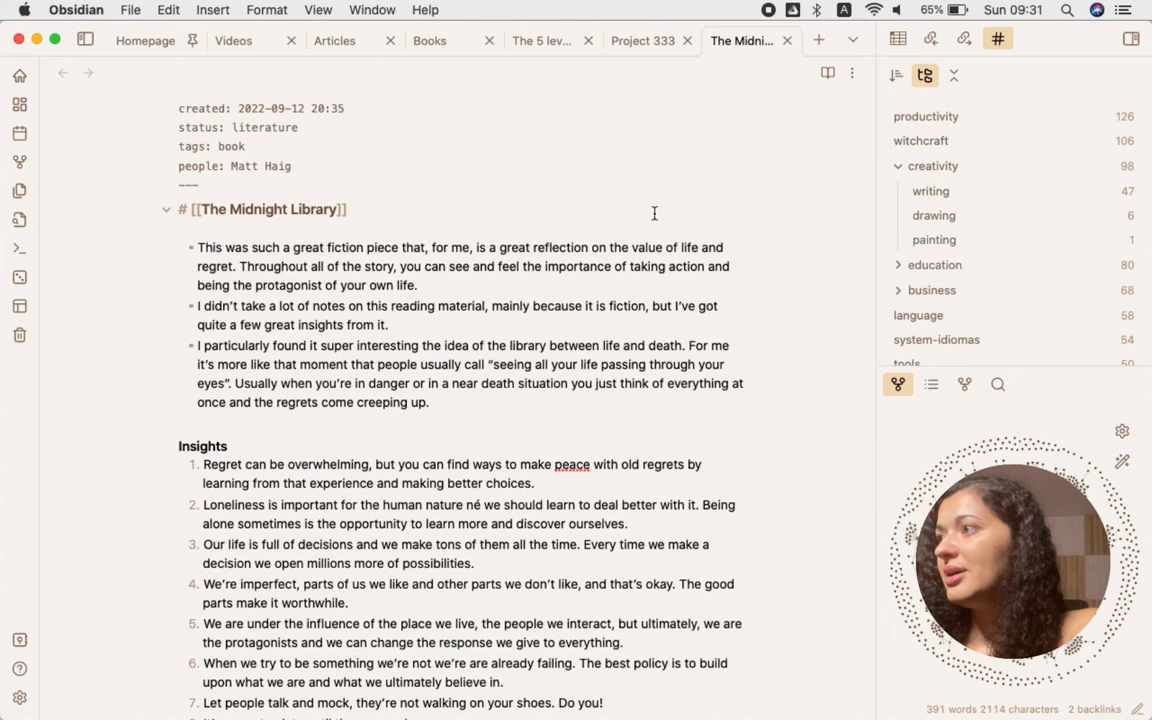 Obsidian File Edit Insert Format View Window Help A 65% Sun 09:31
Homepage Videos Articles Books The 5 lev... Project 333 The Midni...
created: 2022-09-12 20:35
status: literature
tags: book
people: Matt Haig
---
# [[The Midnight Library]]
This was such a great fiction piece that, for me, is a great reflection on the value of life and
regret. Throughout all of the story, you can see and feel the importance of taking action and
being the protagonist of your own life.
I didn't take a lot of notes on this reading material, mainly because it is fiction, but I've got
quite a few great insights from it.
I particularly found it super interesting the idea of the library between life and death. For me
it's more like that moment that people usually call “seeing all your life passing through your
eyes”. Usually when you're in danger or in a near death situation you just think of everything at
once and the regrets come creeping up.
Insights
1. Regret can be overwhelming, but you can find ways to make peace with old regrets by
learning from that experience and making better choices.
2. Loneliness is important for the human nature né we should learn to deal better with it. Being
alone sometimes is the opportunity to learn more and discover ourselves.
3. Our life is full of decisions and we make tons of them all the time. Every time we make a
decision we open millions more of possibilities.
4. We're imperfect, parts of us we like and other parts we don't like, and that's okay. The good
parts make it worthwhile.
5. We are under the influence of the place we live, the people we interact, but ultimately, we are
the protagonists and we can change the response we give to everything.
6. When we try to be something we're not we're are already failing. The best policy is to build
upon what we are and what we ultimately believe in.
7. Let people talk and mock, they're not walking on your shoes. Do you!
productivity 126
witchcraft 106
creativity 98
writing 47
drawing 6
painting 1
education 80
business 68
language 58
system-idiomas 54
tools 50
391 words 2114 characters 2 backlinks